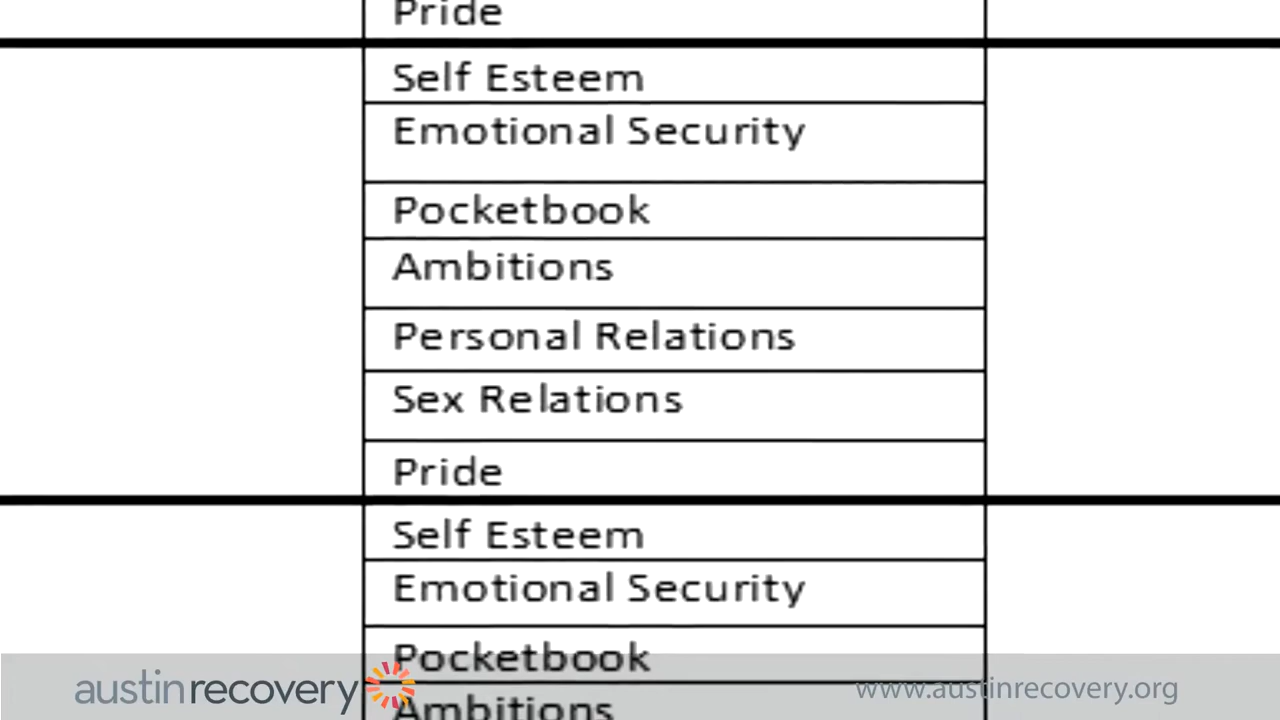 Pride
Self Esteem
Emotional Security
Pocketbook
Ambitions
Personal Relations
Sex Relations
Pride
Self Esteem
Emotional Security
Pocketbook
Ambitions
austinrecovery
www.austinrecovery.org